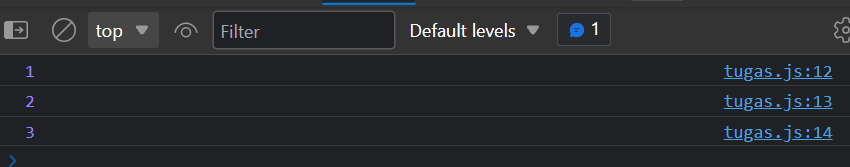 top Filter Default levels 1
1 tugas.js:12
2 tugas.js:13
3 tugas.js:14